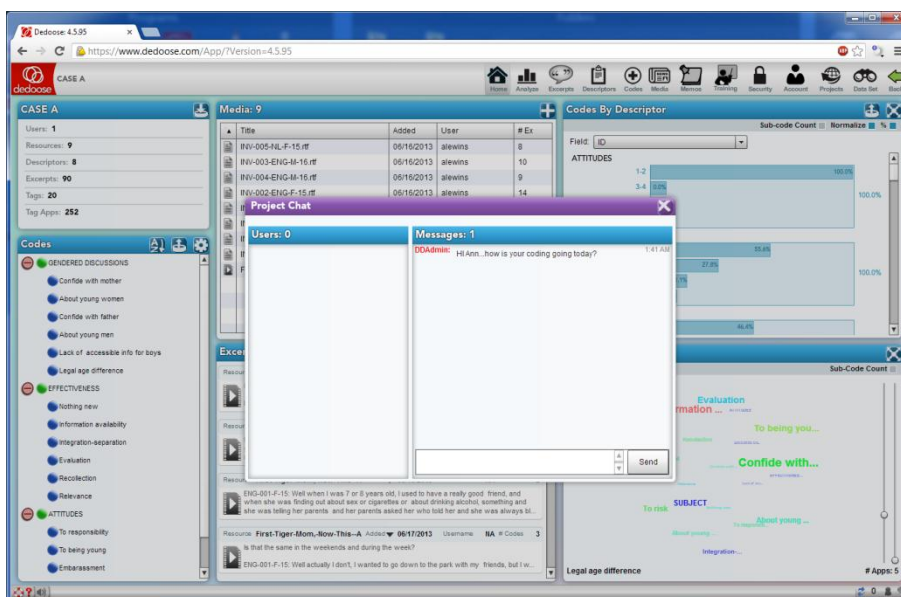 Dedoose: 4.5.95
https://www.dedoose.com/App/?Version=4.5.95
dedoose
CASE A
Home Analyze Excerpts Descriptors Codes Media Memos Training Security Account Projects Data Set Back
CASE A
Users: 1
Resources: 9
Descriptors: 8
Excerpts: 90
Tags: 20
Tag Apps: 252
Codes
GENDERED DISCUSSIONS
Confide with mother
About young women
Confide with father
About young men
Lack of accessible info for boys
Legal age difference
EFFECTIVENESS
Nothing new
Information availability
Integration-separation
Evaluation
Recollection
Relevance
ATTITUDES
To responsibility
To being young
Embarassment
Media: 9
Title Added User # Ex
INV-005-NL-F-15.rtf 06/16/2013 alewins 8
INV-003-ENG-M-16.rtf 06/16/2013 alewins 10
INV-004-ENG-M-16.rtf 06/16/2013 alewins 9
INV-002-ENG-F-15.rtf 06/16/2013 alewins 14
Project Chat
Users: 0
Messages: 1
DDAdmin: Hi Ann...how is your coding going today? 1:41 AM
Send
ENG-001-F-15: Well when I was 7 or 8 years old, I used to have a really good friend, and
when she was finding out about sex or cigarettes or about drinking alcohol, something and
she was telling her parents and her parents asked her who told her and she was always bl...
Resource First-Tiger-Mom,-Now-This--A Added 06/17/2013 Username NA # Codes 3
Is that the same in the weekends and during the week?
ENG-001-F-15: Well actually I don't, I wanted to go down to the park with my friends, but I w...
Codes By Descriptor
Sub-code Count Normalize %
Field: ID
ATTITUDES
1-2 100.0%
3-4 0.0%
100.0%
33.4%
27.8%
100.0%
46.4%
Sub-Code Count
Evaluation
rmation ...
To being you...
Confide with...
To risk
SUBJECT
About young ...
About young ...
Integration-...
Legal age difference
# Apps: 5
0